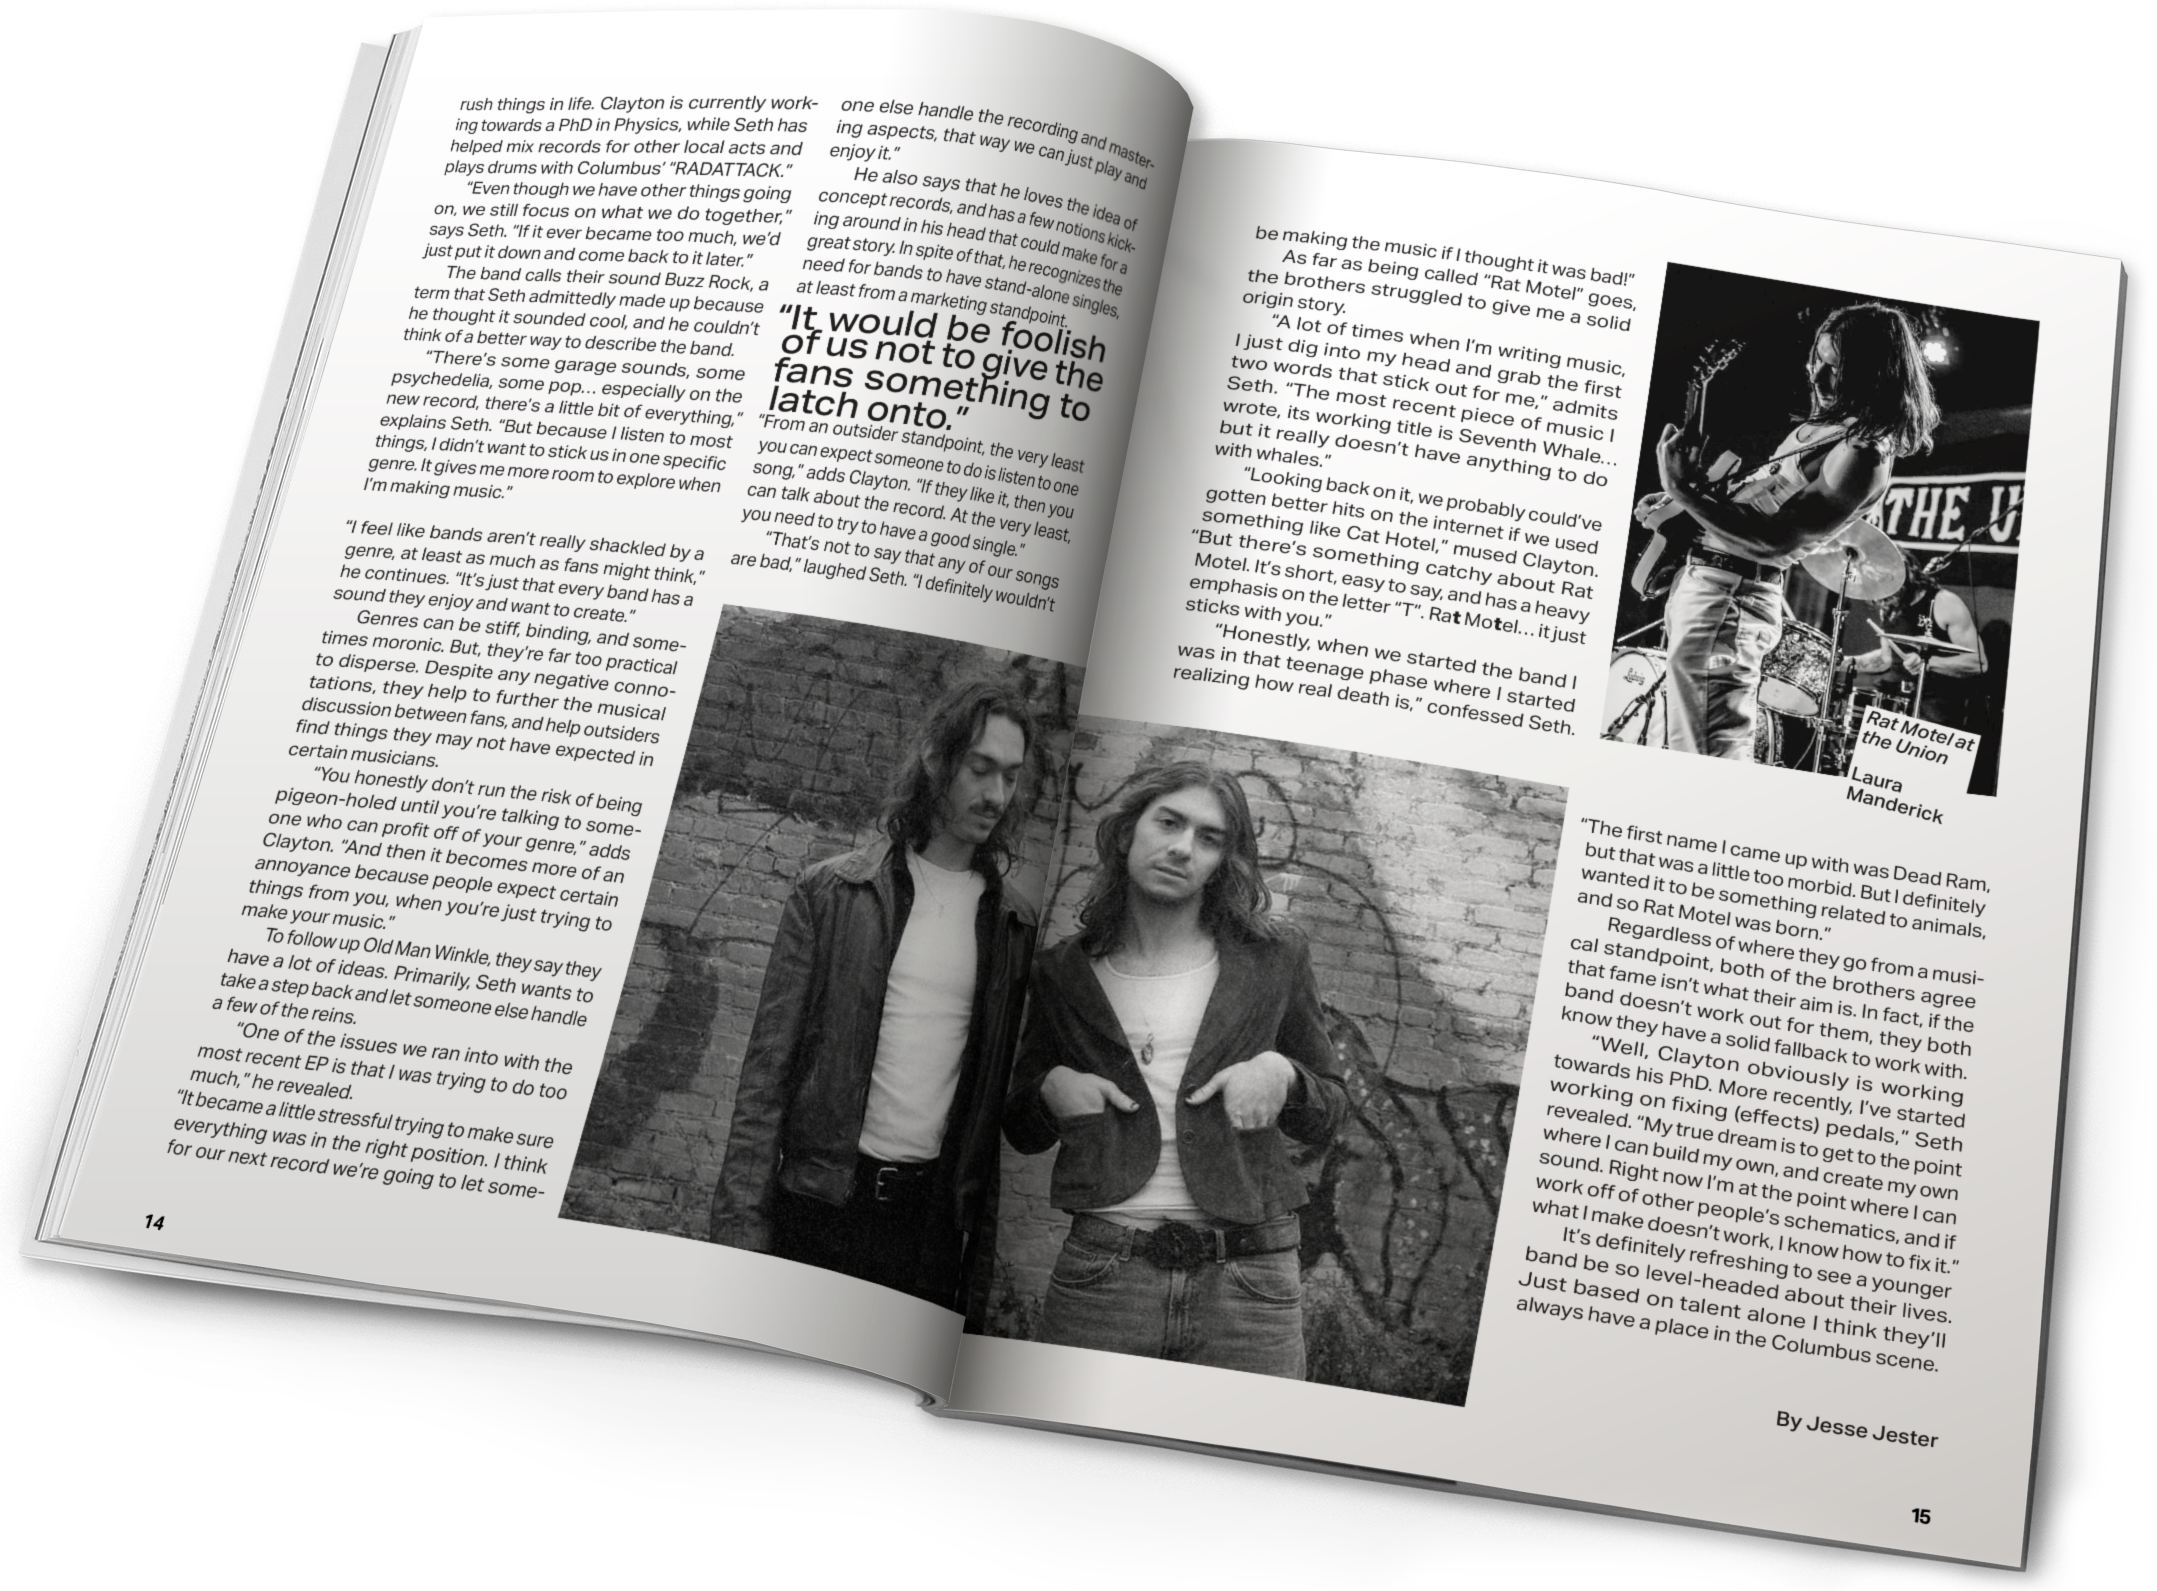 rush things in life. Clayton is currently work-
ing towards a PhD in Physics, while Seth has
helped mix records for other local acts and
plays drums with Columbus’ “RADATTACK.”
“Even though we have other things going
on, we still focus on what we do together,”
says Seth. “If it ever became too much, we’d
just put it down and come back to it later.”
The band calls their sound Buzz Rock, a
term that Seth admittedly made up because
he thought it sounded cool, and he couldn’t
think of a better way to describe the band.
“There’s some garage sounds, some
psychedelia, some pop... especially on the
new record, there’s a little bit of everything,”
explains Seth. “But because I listen to most
things, I didn’t want to stick us in one specific
genre. It gives me more room to explore when
I’m making music.”
“I feel like bands aren’t really shackled by a
genre, at least as much as fans might think,”
he continues. “It’s just that every band has a
sound they enjoy and want to create.”
Genres can be stiff, binding, and some-
times moronic. But, they’re far too practical
to disperse. Despite any negative conno-
tations, they help to further the musical
discussion between fans, and help outsiders
find things they may not have expected in
certain musicians.
“You honestly don’t run the risk of being
pigeon-holed until you’re talking to some-
one who can profit off of your genre,” adds
Clayton. “And then it becomes more of an
annoyance because people expect certain
things from you, when you’re just trying to
make your music.”
To follow up Old Man Winkle, they say they
have a lot of ideas. Primarily, Seth wants to
take a step back and let someone else handle
a few of the reins.
“One of the issues we ran into with the
most recent EP is that I was trying to do too
much,” he revealed.
“It became a little stressful trying to make sure
everything was in the right position. I think
for our next record we’re going to let some-
14
one else handle the recording and master-
ing aspects, that way we can just play and
enjoy it.”
He also says that he loves the idea of
concept records, and has a few notions kick-
ing around in his head that could make for a
great story. In spite of that, he recognizes the
need for bands to have stand-alone singles,
at least from a marketing standpoint.
“It would be foolish
of us not to give the
fans something to
latch onto.”
“From an outsider standpoint, the very least
you can expect someone to do is listen to one
song,” adds Clayton. “If they like it, then you
can talk about the record. At the very least,
you need to try to have a good single.”
“That’s not to say that any of our songs
are bad,” laughed Seth. “I definitely wouldn’t
be making the music if I thought it was bad!”
As far as being called “Rat Motel” goes,
the brothers struggled to give me a solid
origin story.
“A lot of times when I’m writing music,
I just dig into my head and grab the first
two words that stick out for me,” admits
Seth. “The most recent piece of music I
wrote, its working title is Seventh Whale...
but it really doesn’t have anything to do
with whales.”
“Looking back on it, we probably could’ve
gotten better hits on the internet if we used
something like Cat Hotel,” mused Clayton.
“But there’s something catchy about Rat
Motel. It’s short, easy to say, and has a heavy
emphasis on the letter “T”. Rat Motel... it just
sticks with you.”
“Honestly, when we started the band I
was in that teenage phase where I started
realizing how real death is,” confessed Seth.
THE U
Rat Motel at
the Union
Laura
Manderick
“The first name I came up with was Dead Ram,
but that was a little too morbid. But I definitely
wanted it to be something related to animals,
and so Rat Motel was born.”
Regardless of where they go from a musi-
cal standpoint, both of the brothers agree
that fame isn’t what their aim is. In fact, if the
band doesn’t work out for them, they both
know they have a solid fallback to work with.
“Well, Clayton obviously is working
towards his PhD. More recently, I’ve started
working on fixing (effects) pedals,” Seth
revealed. “My true dream is to get to the point
where I can build my own, and create my own
sound. Right now I’m at the point where I can
work off of other people’s schematics, and if
what I make doesn’t work, I know how to fix it.”
It’s definitely refreshing to see a younger
band be so level-headed about their lives.
Just based on talent alone I think they’ll
always have a place in the Columbus scene.
By Jesse Jester
15